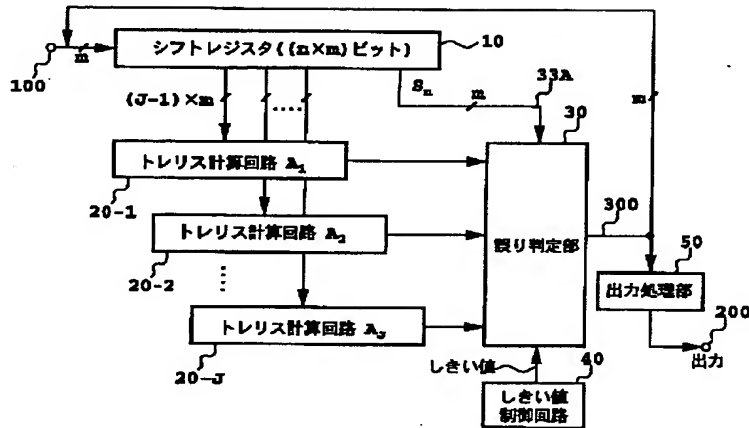 シフトレジスタ((n×m)ビット)
10
m
100
(J-1)×m
....
Sn
m
33A
30
m
トレリス計算回路 A1
20-1
トレリス計算回路 A2
20-2
....
トレリス計算回路 AJ
20-J
誤り判定部
300
50
出力処理部
200
出力
しきい値
40
しきい値
制御回路